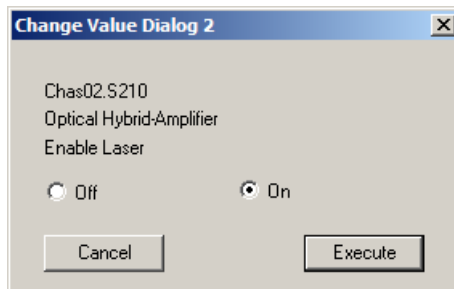 Change Value Dialog 2
Chas02.S210
Optical Hybrid-Amplifier
Enable Laser
Off On
Cancel Execute